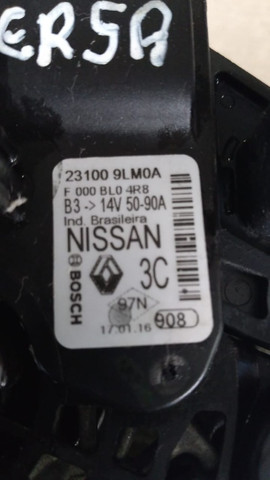 ERSA
23100 9LM0A
F 000 BL0 4R8
B3 -> 14V 50-90A
Ind. Brasileira
NISSAN
BOSCH
3C
97N
17.01.16
908